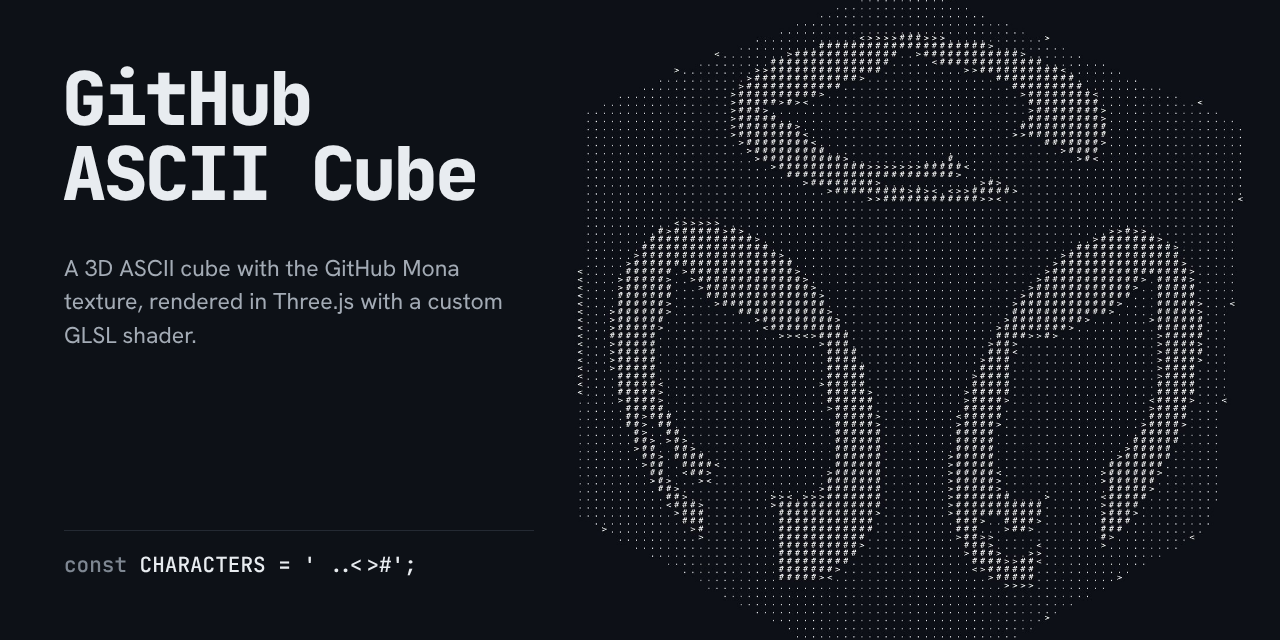 GitHub
ASCII Cube
A 3D ASCII cube with the GitHub Mona
texture, rendered in Three.js with a custom
GLSL shader.
const CHARACTERS = ' ..<>#';